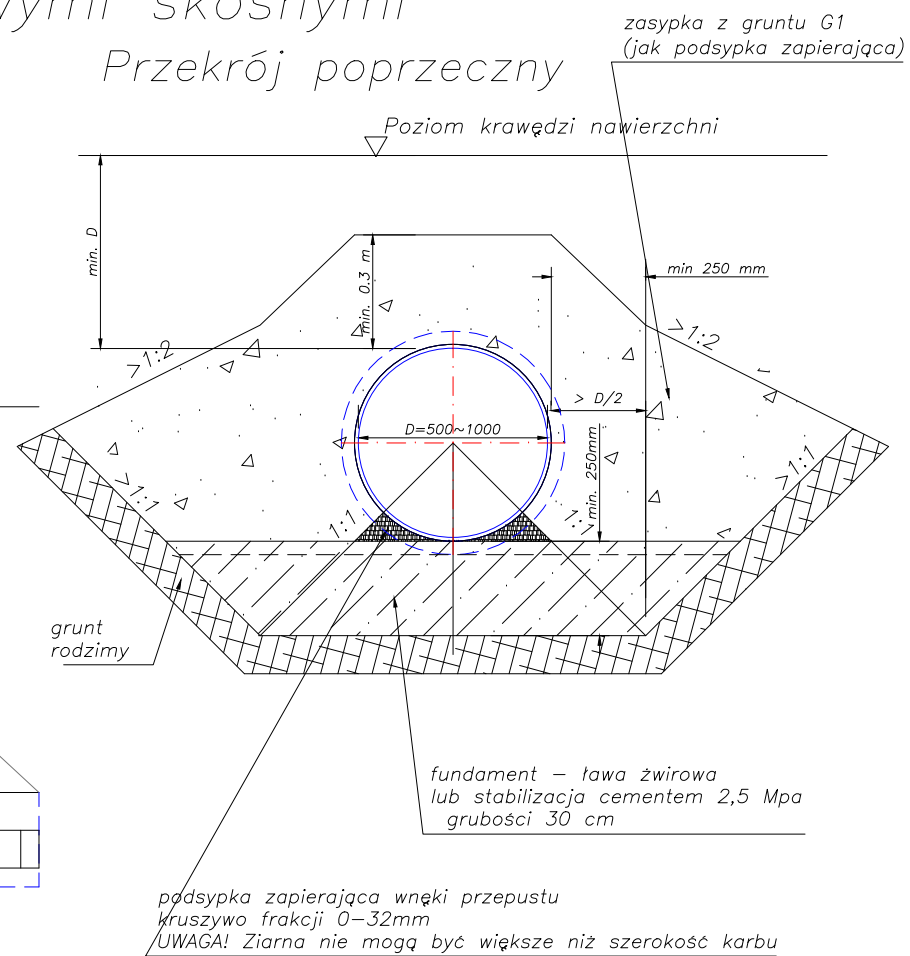 skośnymi
Przekrój poprzeczny
zasypka z gruntu G1
(jak podsypka zapierająca)
Poziom krawędzi nawierzchni
min. D
min. 0.3 m
min 250 mm
>1:2
>1:2
> D/2
D=500~1000
min. 250mm
>1:1
>1:1
1:1
1:1
grunt
rodzimy
fundament – ława żwirowa
lub stabilizacja cementem 2,5 Mpa
grubości 30 cm
podsypka zapierająca wnęki przepustu
kruszywo frakcji 0–32mm
UWAGA! Ziarna nie mogą być większe niż szerokość karbu